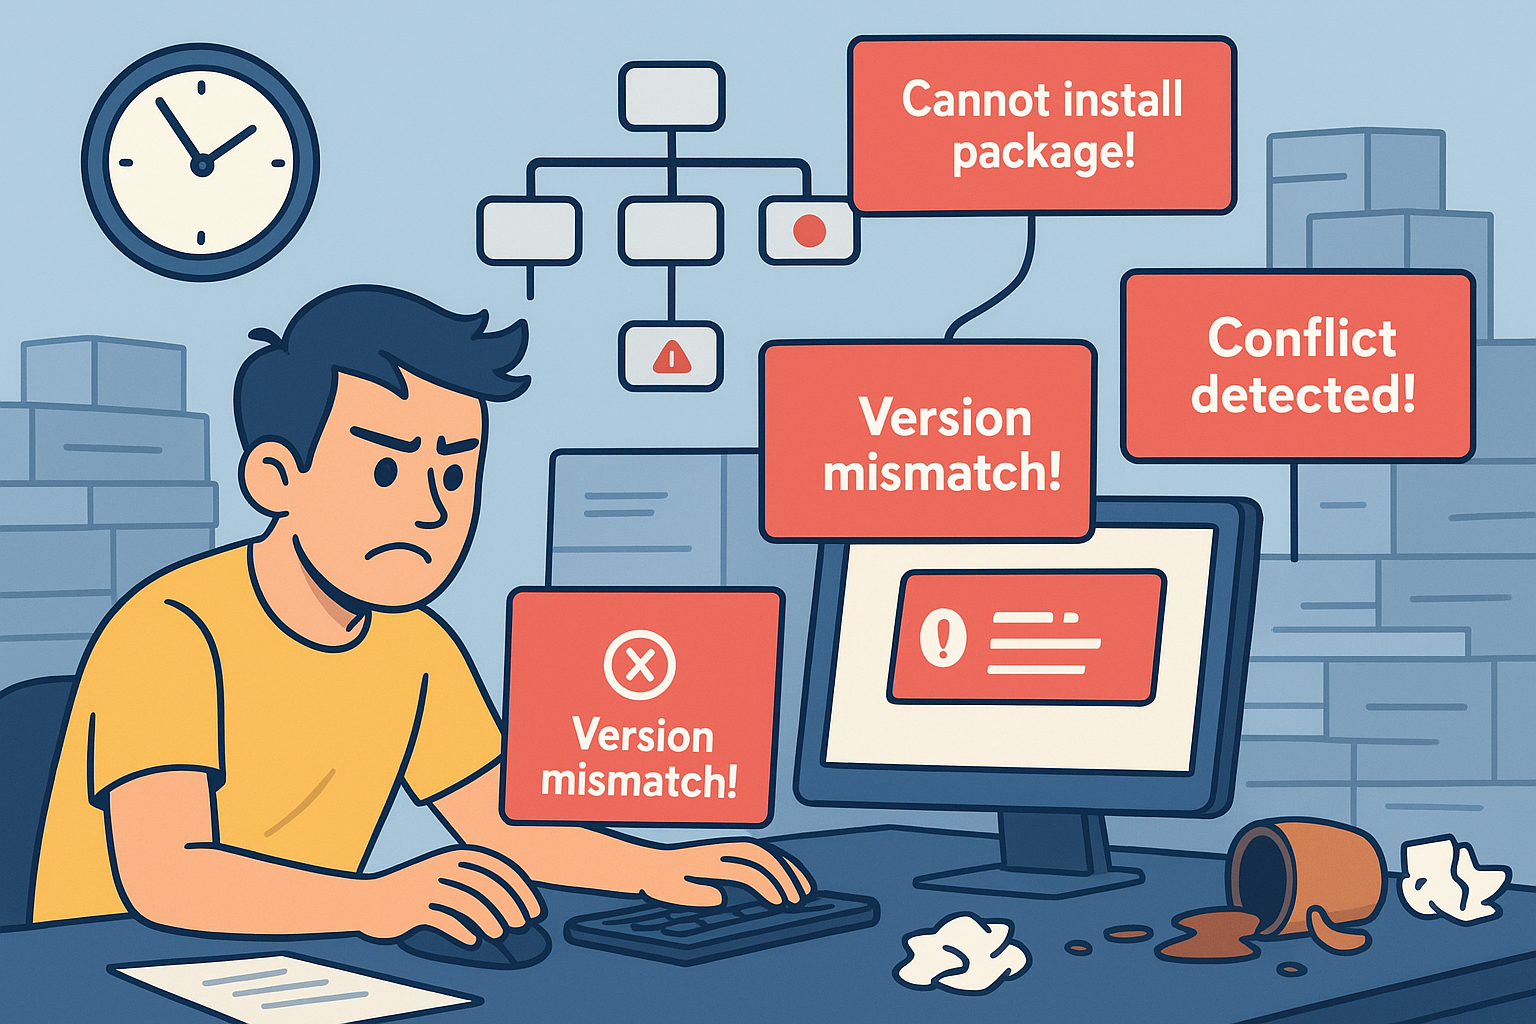 Cannot install
package!
Conflict
detected!
Version
mismatch!
Version
mismatch!